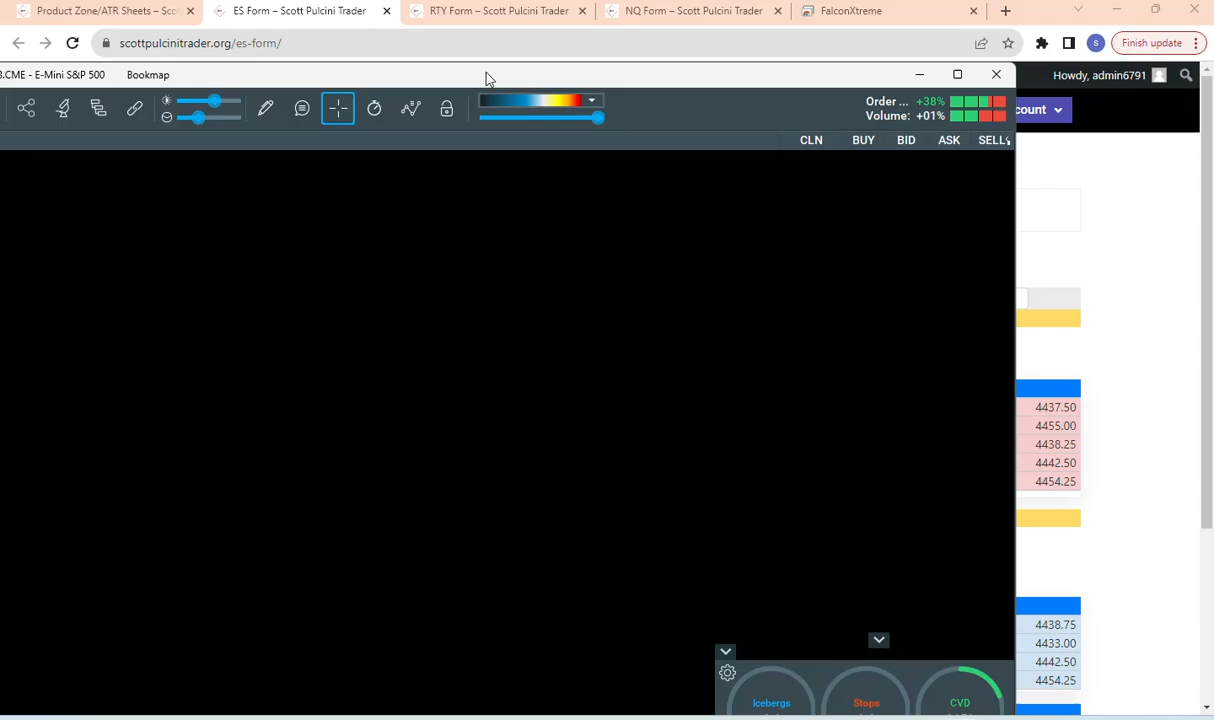 Product Zone/ATR Sheets – Sco
ES Form – Scott Pulcini Trader
RTY Form – Scott Pulcini Trader
NQ Form – Scott Pulcini Trader
FalconXtreme
scottpulcinitrader.org/es-form/
S
Finish update
.CME - E-Mini S&P 500
Bookmap
Howdy, admin6791
count
Order ... +38%
Volume: +01%
CLN
BUY
BID
ASK
SELLS
4437.50
4455.00
4438.25
4442.50
4454.25
4438.75
4433.00
4442.50
4454.25
Icebergs
Stops
CVD